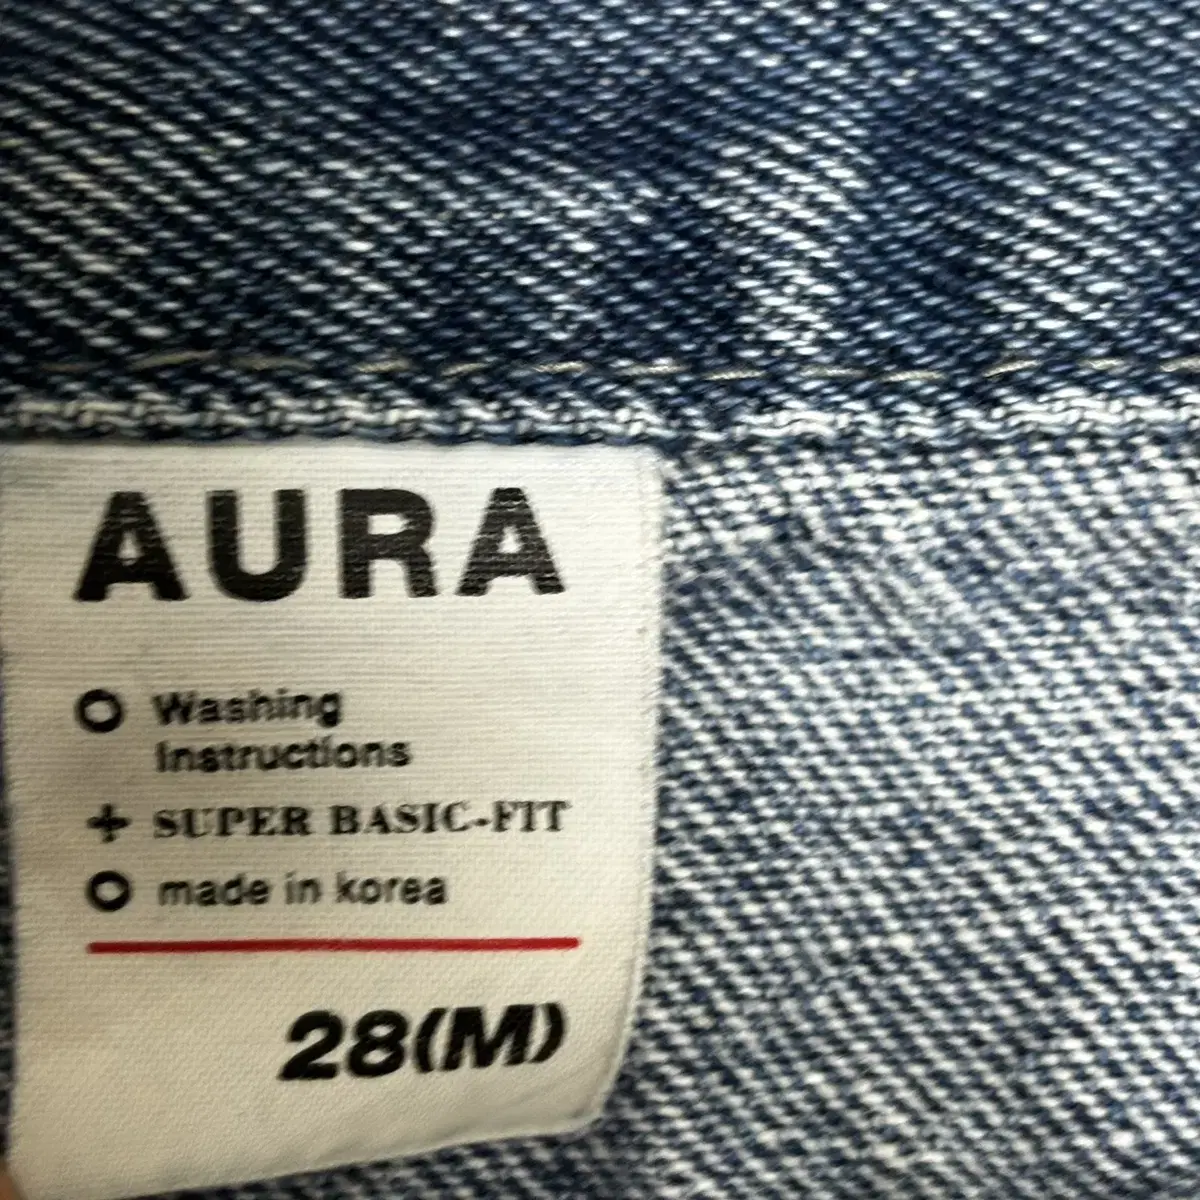 AURA
O Washing
Instructions
+ SUPER BASIC-FIT
O made in korea
28(M)